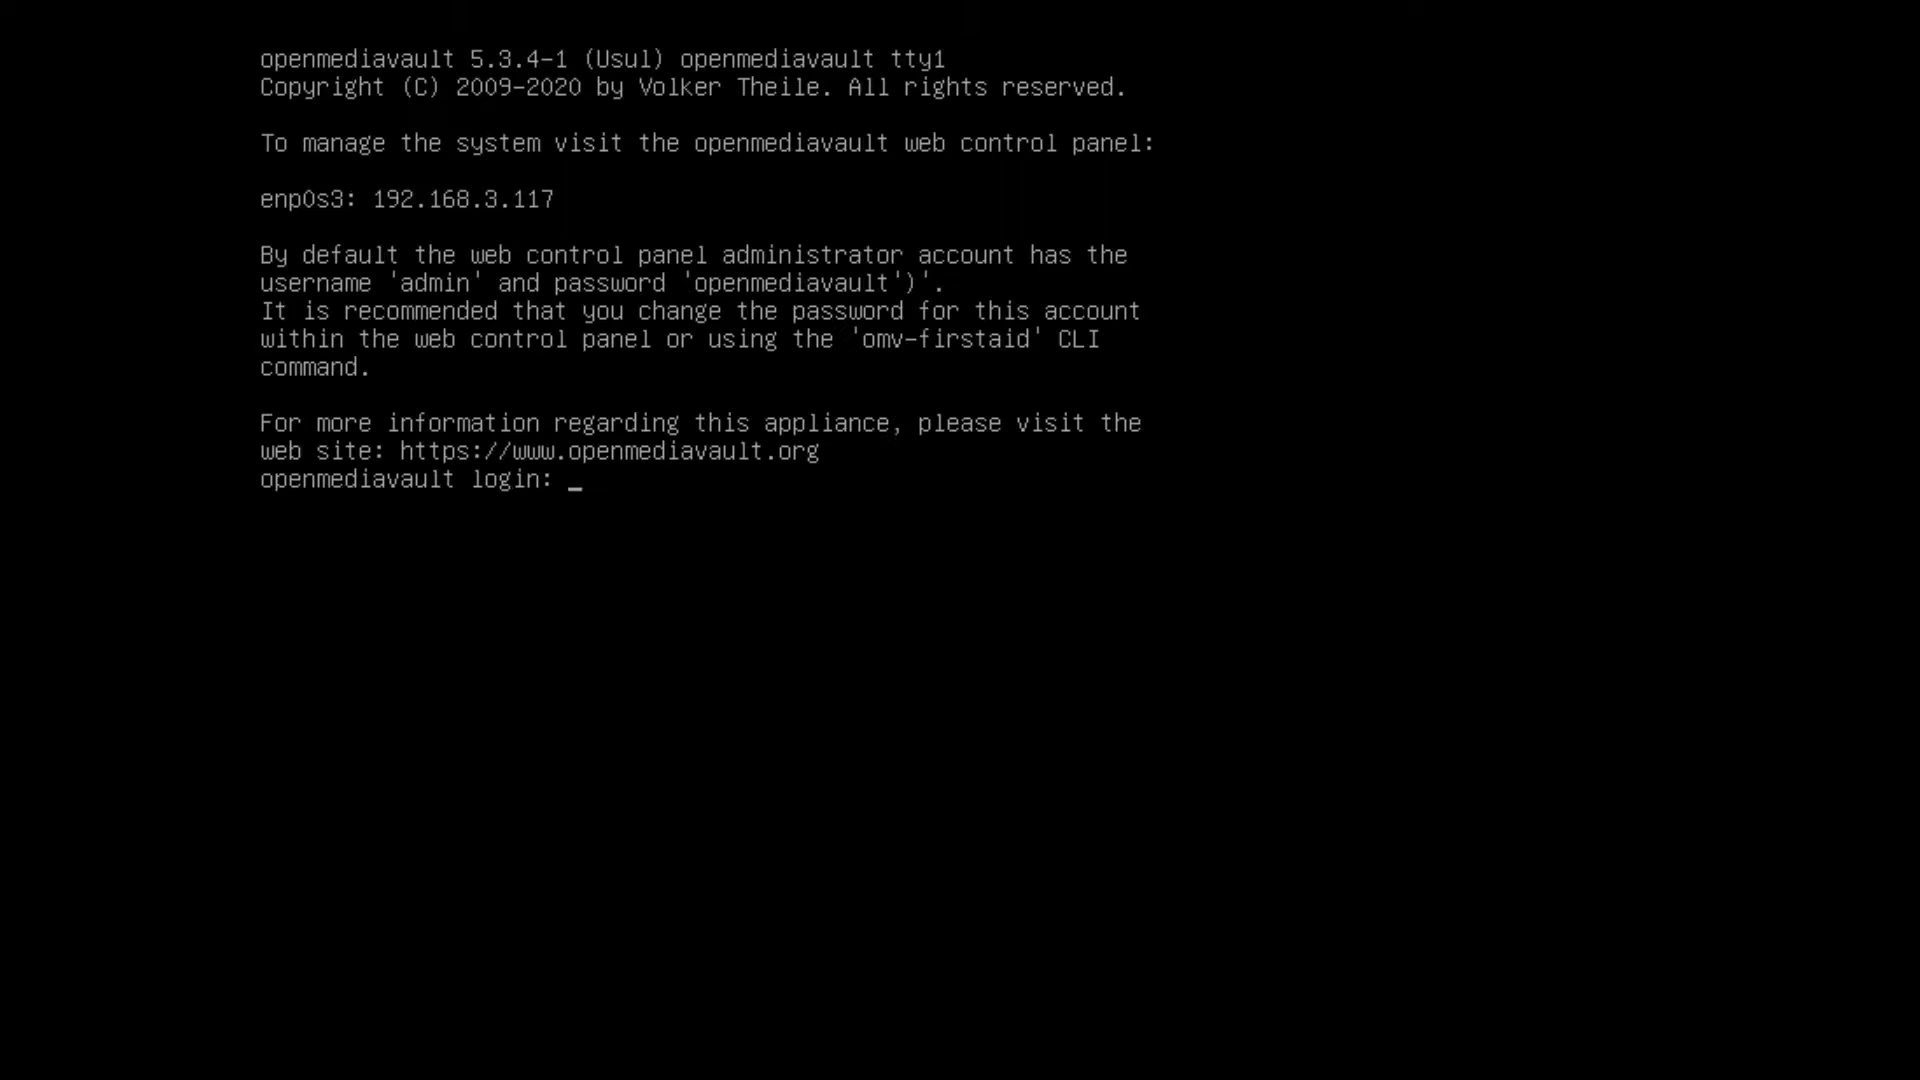 openmediavault 5.3.4-1 (Usul) openmediavault tty1
Copyright (C) 2009-2020 by Volker Theile. All rights reserved.
To manage the system visit the openmediavault web control panel:
enp0s3: 192.168.3.117
By default the web control panel administrator account has the
username 'admin' and password 'openmediavault')'.
It is recommended that you change the password for this account
within the web control panel or using the 'omv-firstaid' CLI
command.
For more information regarding this appliance, please visit the
web site: https://www.openmediavault.org
openmediavault login: _